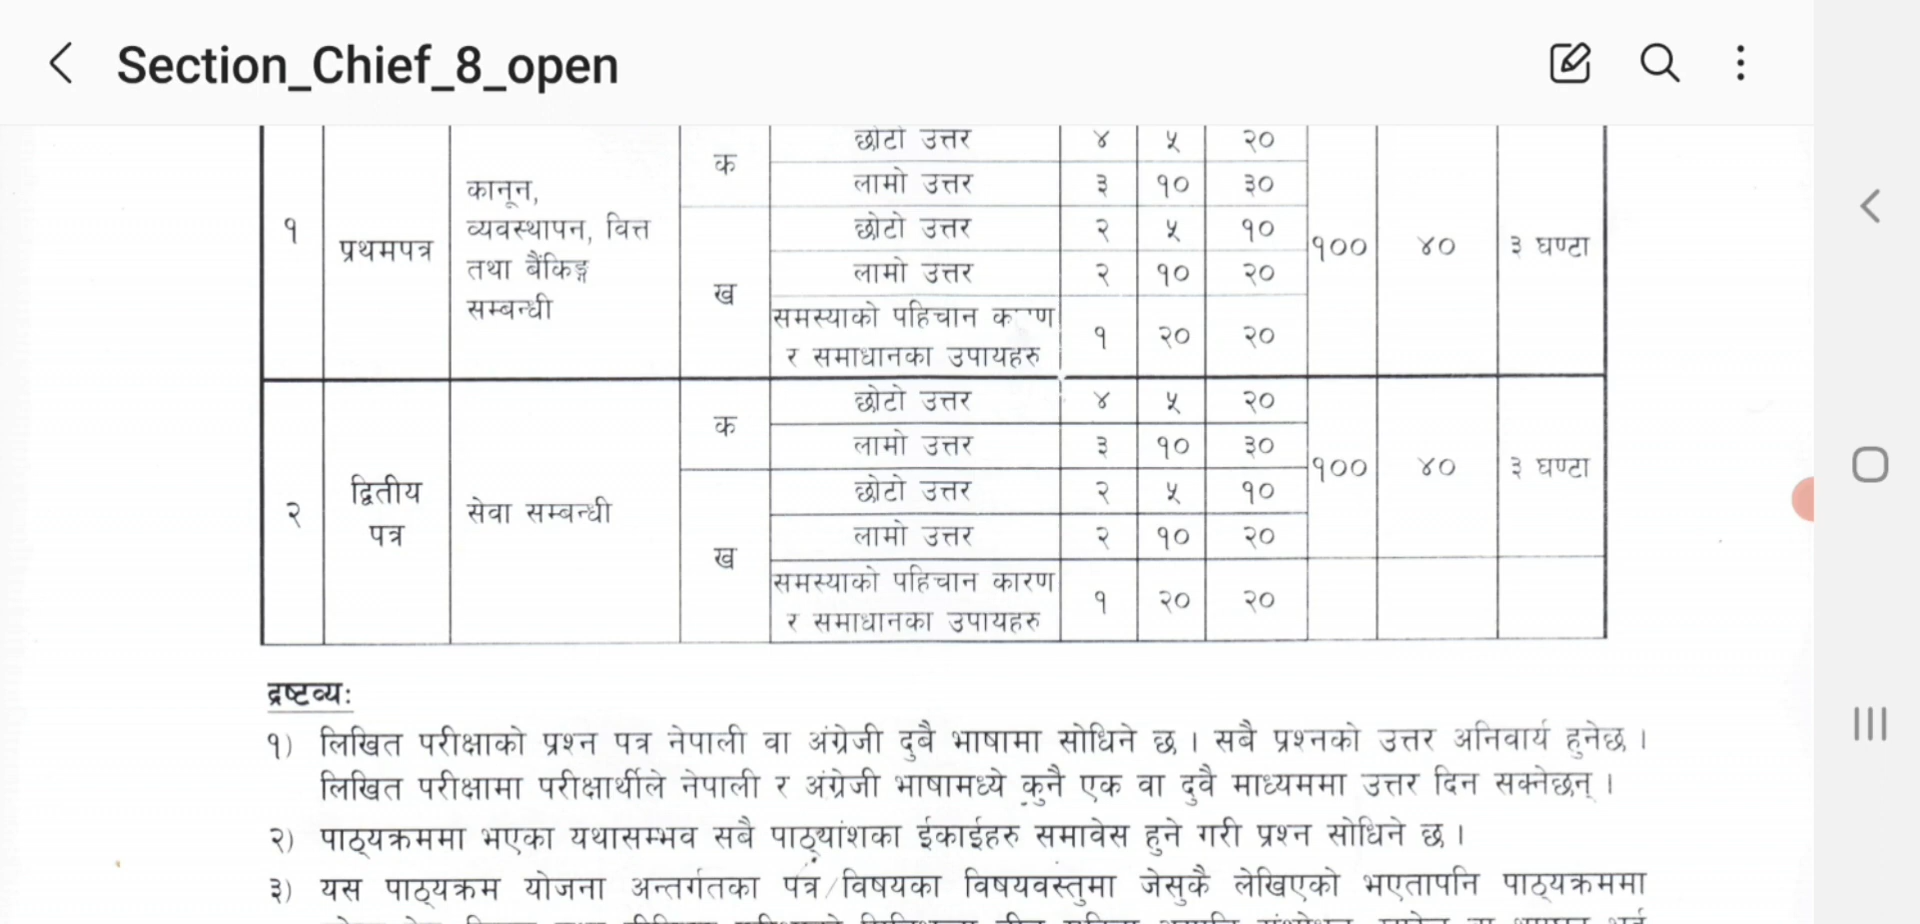 Section_Chief_8_open
१ प्रथमपत्र कानून, व्यवस्थापन, वित्त तथा बैंकिङ्ग सम्बन्धी
क छोटो उत्तर ४ ५ २०
लामो उत्तर ३ १० ३०
ख छोटो उत्तर २ ५ १०
लामो उत्तर २ १० २०
समस्याको पहिचान
र समाधानका उपायहरु १ २० २०
१०० ४० ३ घण्टा
२ द्वितीय पत्र सेवा सम्बन्धी
क छोटो उत्तर ४ ५ २०
लामो उत्तर ३ १० ३०
ख छोटो उत्तर २ ५ १०
लामो उत्तर २ १० २०
समस्याको पहिचान कारण
र समाधानका उपायहरु १ २० २०
१०० ४० ३ घण्टा
द्रष्टव्य:
१) लिखित परीक्षाको प्रश्न पत्र नेपाली वा अंग्रेजी दुबै भाषामा सोधिने छ । सबै प्रश्नको उत्तर अनिवार्य हुनेछ ।
लिखित परीक्षामा परीक्षार्थीले नेपाली र अंग्रेजी भाषामध्ये कुनै एक वा दुवै माध्यममा उत्तर दिन सक्नेछन् ।
२) पाठ्यक्रममा भएका यथासम्भव सबै पाठ्यांशका ईकाईहरु समावेस हुने गरी प्रश्न सोधिने छ ।
३) यस पाठ्यक्रम योजना अन्तर्गतका पत्र/विषयका विषयवस्तुमा जेसुकै लेखिएको भएतापनि पाठ्यक्रममा